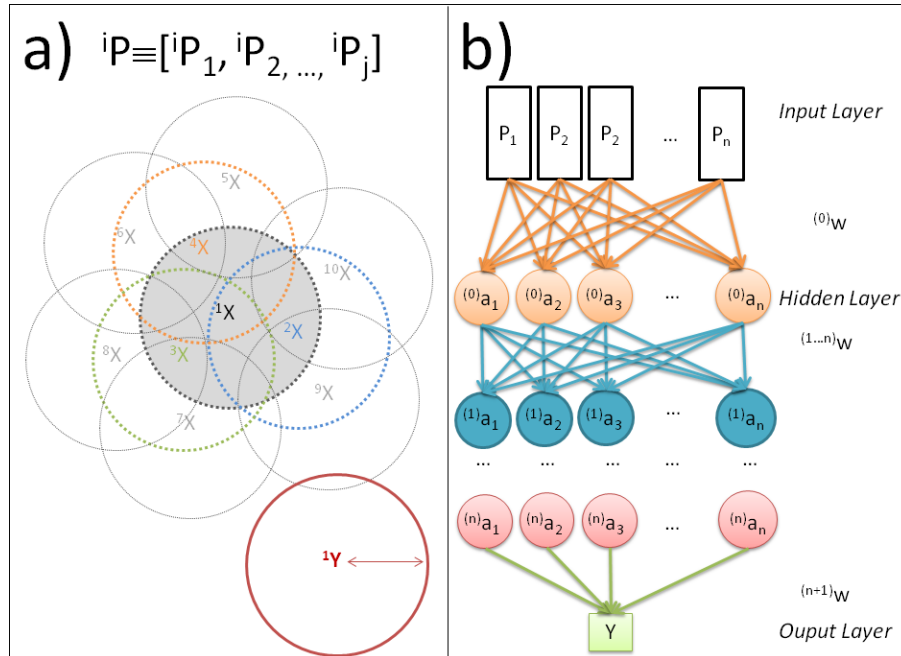 a) ⁱP≡[ⁱP₁, ⁱP₂, ..., ⁱPⱼ]
⁵X
⁶X
⁴X
¹⁰X
¹X
²X
⁸X
³X
⁹X
⁷X
¹Y
b)
P₁ P₂ P₂ ... Pₙ
Input Layer
⁽⁰⁾w
⁽⁰⁾a₁ ⁽⁰⁾a₂ ⁽⁰⁾a₃ ... ⁽⁰⁾aₙ
Hidden Layer
⁽¹···ⁿ⁾w
⁽¹⁾a₁ ⁽¹⁾a₂ ⁽¹⁾a₃ ... ⁽¹⁾aₙ
... ... ... ... ...
⁽ⁿ⁾a₁ ⁽ⁿ⁾a₂ ⁽ⁿ⁾a₃ ... ⁽ⁿ⁾aₙ
⁽ⁿ⁺¹⁾w
Y
Ouput Layer